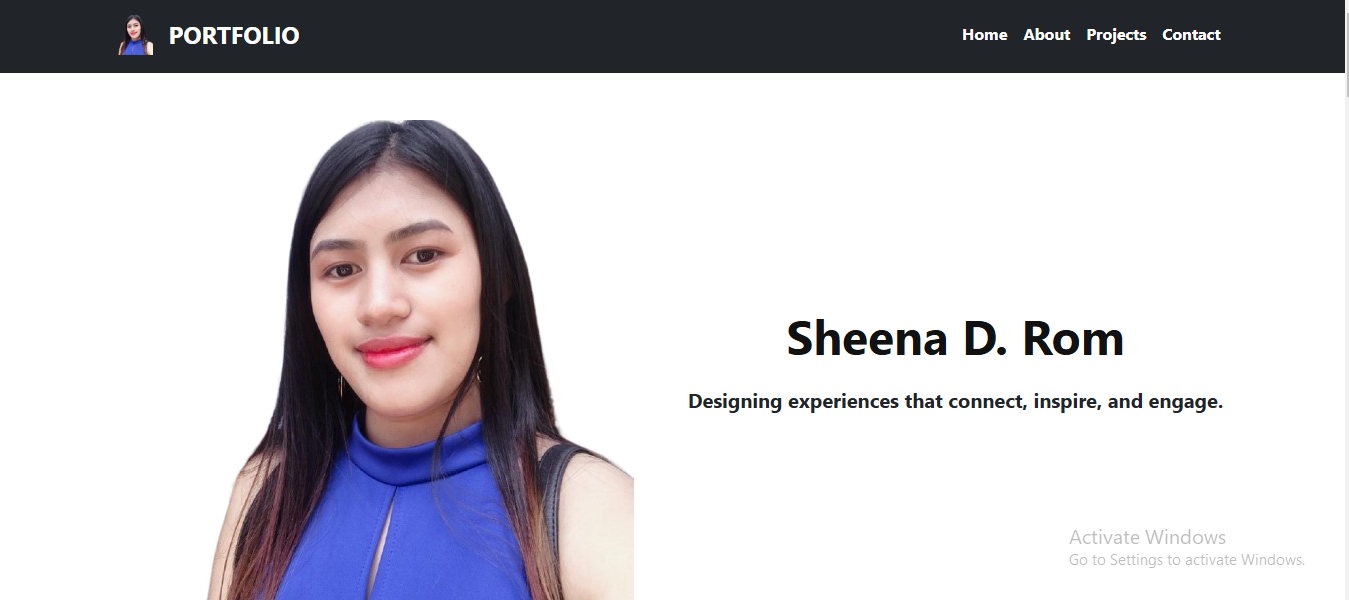 PORTFOLIO
Home About Projects Contact
Sheena D. Rom
Designing experiences that connect, inspire, and engage.
Activate Windows
Go to Settings to activate Windows.